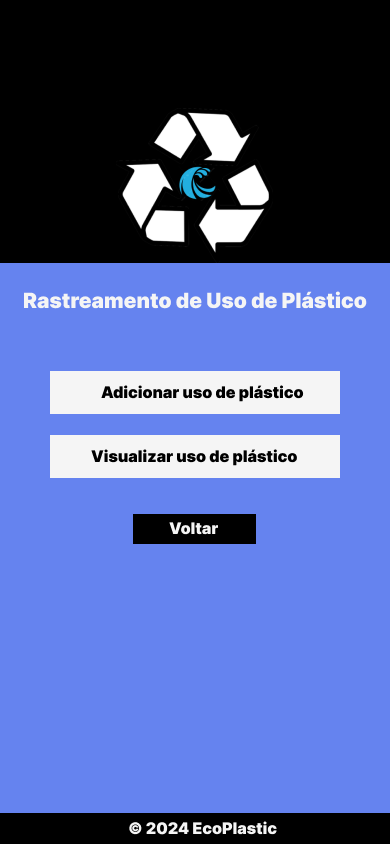 Rastreamento de Uso de Plástico
Adicionar uso de plástico
Visualizar uso de plástico
Voltar
© 2024 EcoPlastic